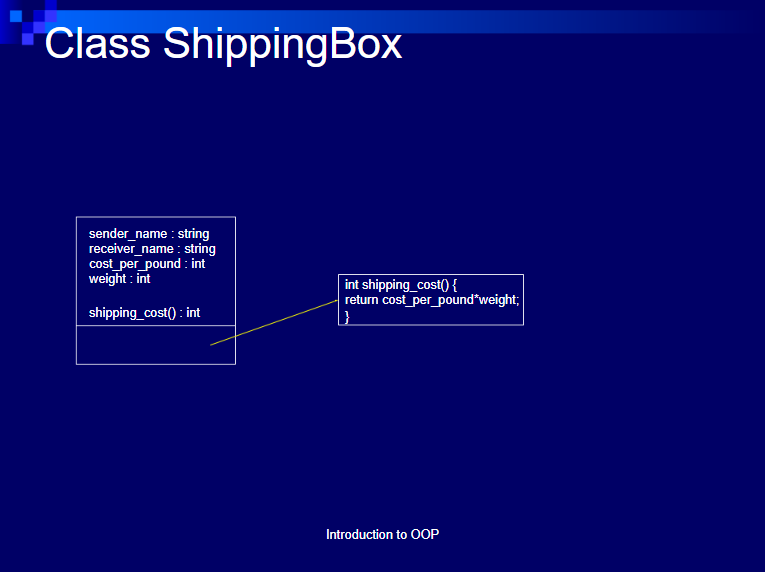 Class ShippingBox
sender_name : string
receiver_name : string
cost_per_pound : int
weight : int
shipping_cost() : int
int shipping_cost() {
return cost_per_pound*weight;
}
Introduction to OOP